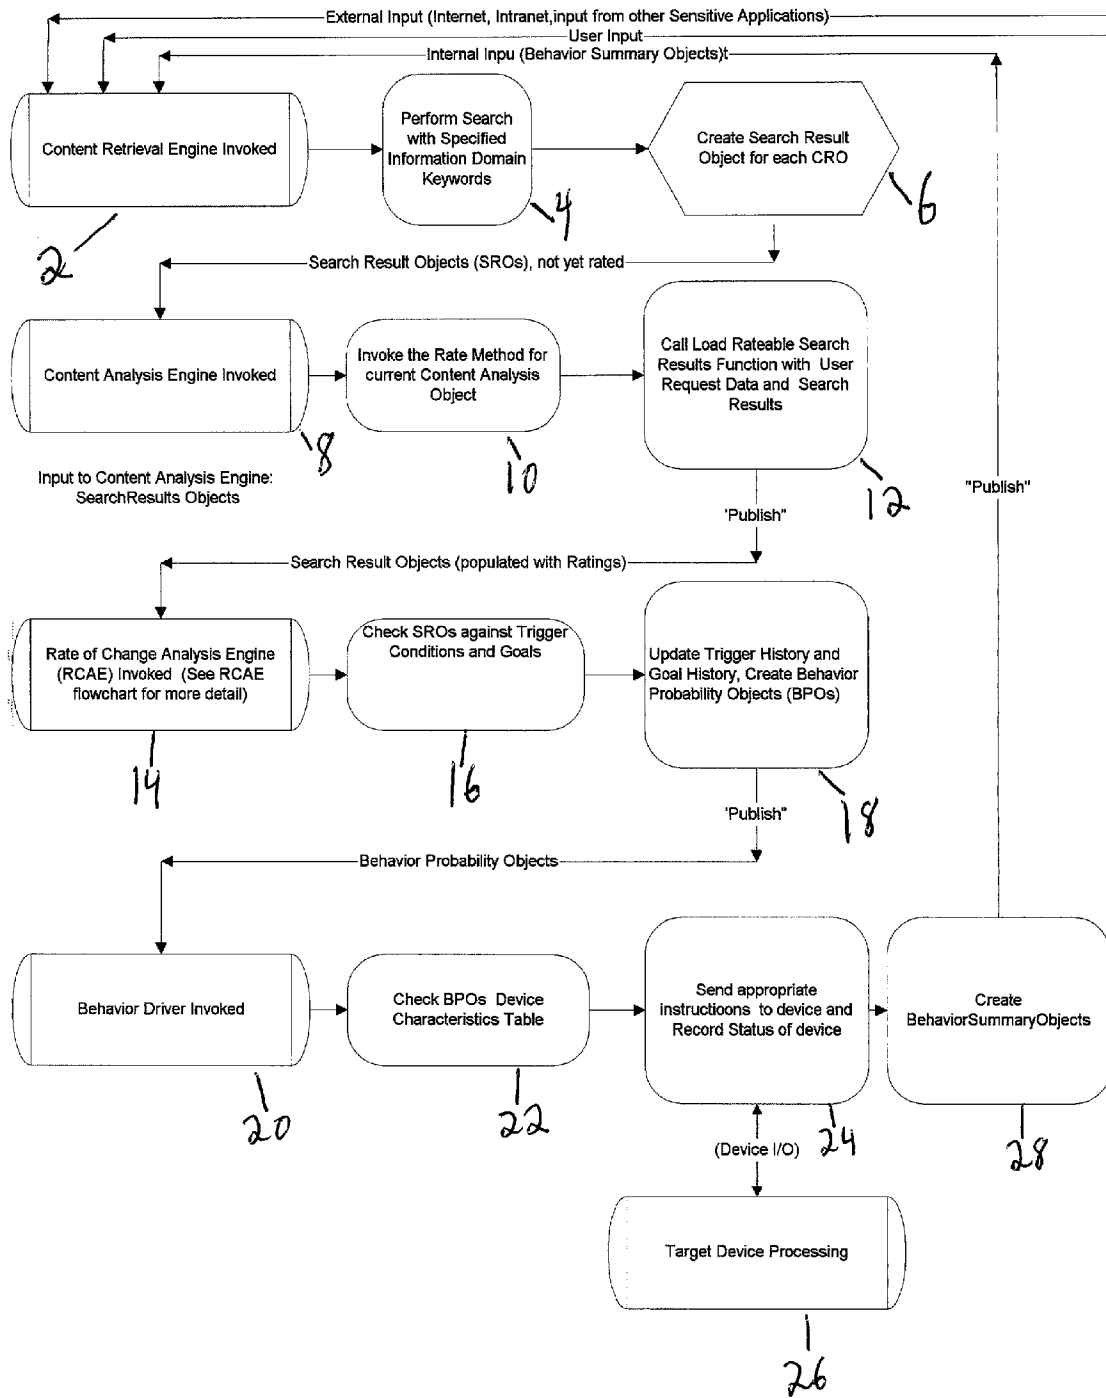 External Input (Internet, Intranet,input from other Sensitive Applications)
User Input
Internal Inpu (Behavior Summary Objects)t
Content Retrieval Engine Invoked
2
Perform Search
with Specified
Information Domain
Keywords
4
Create Search Result
Object for each CRO
6
Search Result Objects (SROs), not yet rated
Content Analysis Engine Invoked
8
Invoke the Rate Method for
current Content Analysis
Object
10
Call Load Rateable Search
Results Function with User
Request Data and Search
Results
12
Input to Content Analysis Engine:
SearchResults Objects
'Publish"
"Publish"
Search Result Objects (populated with Ratings)
Rate of Change Analysis Engine
(RCAE) Invoked (See RCAE
flowchart for more detail)
14
Check SROs against Trigger
Conditions and Goals
16
Update Trigger History and
Goal History, Create Behavior
Probability Objects (BPOs)
18
'Publish"
Behavior Probability Objects
Behavior Driver Invoked
20
Check BPOs Device
Characteristics Table
22
Send appropriate
instructioons to device and
Record Status of device
24
Create
BehaviorSummaryObjects
28
(Device I/O)
Target Device Processing
26